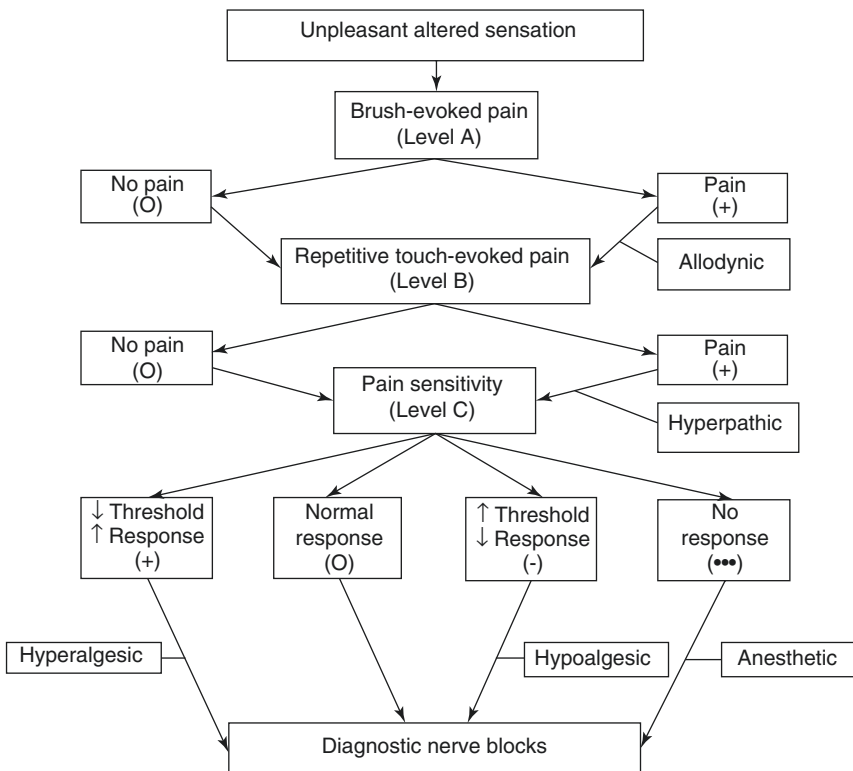 Unpleasant altered sensation
Brush-evoked pain
(Level A)
No pain
(O)
Pain
(+)
Allodynic
Repetitive touch-evoked pain
(Level B)
No pain
(O)
Pain
(+)
Hyperpathic
Pain sensitivity
(Level C)
↓ Threshold
↑ Response
(+)
Normal
response
(O)
↑ Threshold
↓ Response
(-)
No
response
(•••)
Hyperalgesic
Hypoalgesic
Anesthetic
Diagnostic nerve blocks